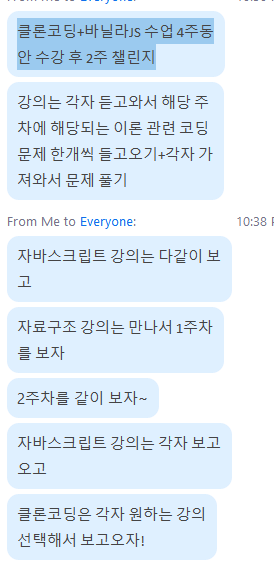 클론코딩+바닐라JS 수업 4주동
안 수강 후 2주 챌린지
강의는 각자 듣고와서 해당 주
차에 해당되는 이론 관련 코딩
문제 한개씩 들고오기+각자 가
져와서 문제 풀기
From Me to Everyone:
10:38 P
자바스크립트 강의는 다같이 보
고
자료구조 강의는 만나서 1주차
를 보자
2주차를 같이 보자~
자바스크립트 강의는 각자 보고
오고
클론코딩은 각자 원하는 강의
선택해서 보고오자!